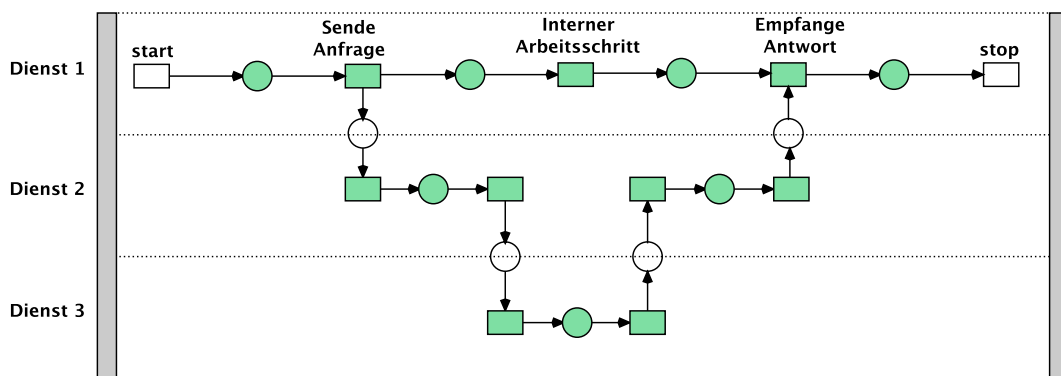 Sende
Anfrage
Interner
Arbeitsschritt
Empfange
Antwort
start
stop
Dienst 1
Dienst 2
Dienst 3